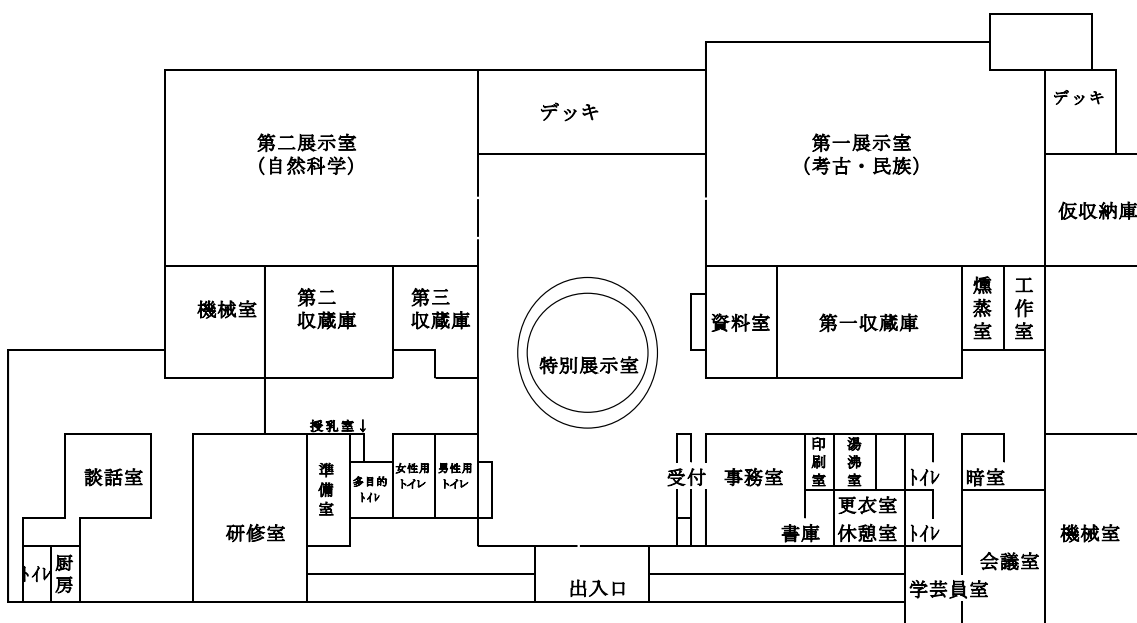 デッキ
デッキ
第二展示室
(自然科学)
第一展示室
(考古・民族)
仮収納庫
機械室
第二
収蔵庫
第三
収蔵庫
特別展示室
資料室
第一収蔵庫
燻蒸室
工作室
授乳室↓
談話室
研修室
準備室
多目的
トイレ
女性用
トイレ
男性用
トイレ
受付
事務室
印刷室
湯沸室
トイレ
暗室
書庫
更衣室
休憩室
トイレ
機械室
トイレ
厨房
出入口
学芸員室
会議室